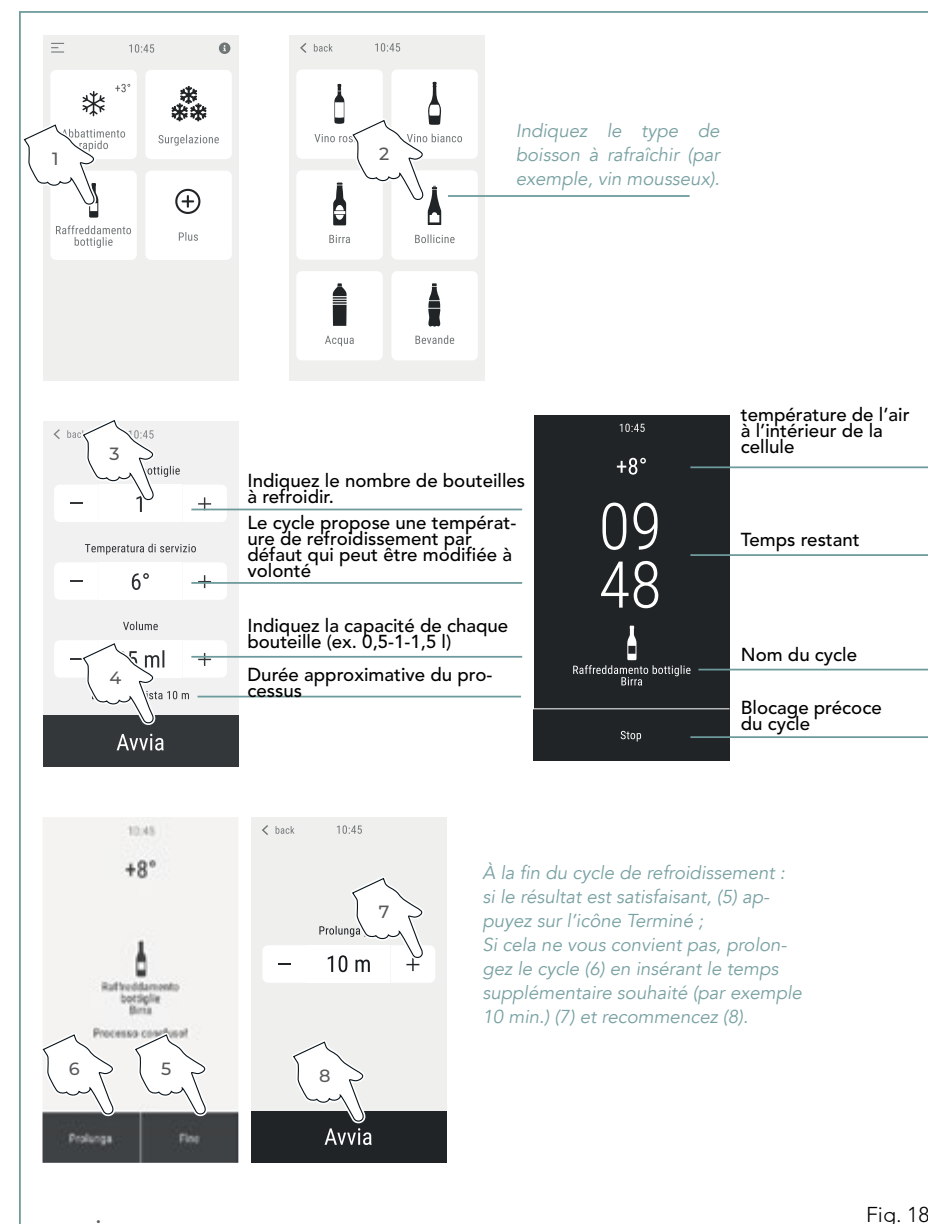 10:45
+3°
Abbattimento
rapido
Surgelazione
1
Raffreddamento
bottiglie
Plus
< back 10:45
Vino
Vino bianco
2
Birra
Bollicine
Acqua
Bevande
Indiquez le type de
boisson à rafraîchir (par
exemple, vin mousseux).
10:45
3
1
Temperatura di servizio
6°
Volume
ml
4
10 m
Avvia
Indiquez le nombre de bouteilles
à refroidir.
Le cycle propose une températ-
ure de refroidissement par
défaut qui peut être modifiée à
volonté
Indiquez la capacité de chaque
bouteille (ex. 0,5-1-1,5 l)
Durée approximative du pro-
cessus
10:45
+8°
09
48
Raffreddamento bottiglie
Birra
Stop
température de l'air
à l'intérieur de la
cellule
Temps restant
Nom du cycle
Blocage précoce
du cycle
10:45
+8°
Raffreddamento
bottiglie
Birra
Processo concluso!
6
5
Prolunga Fine
< back 10:45
7
Prolunga
– 10 m +
8
Avvia
À la fin du cycle de refroidissement :
si le résultat est satisfaisant, (5) ap-
puyez sur l'icône Terminé ;
Si cela ne vous convient pas, prolon-
gez le cycle (6) en insérant le temps
supplémentaire souhaité (par exemple
10 min.) (7) et recommencez (8).
Fig. 18